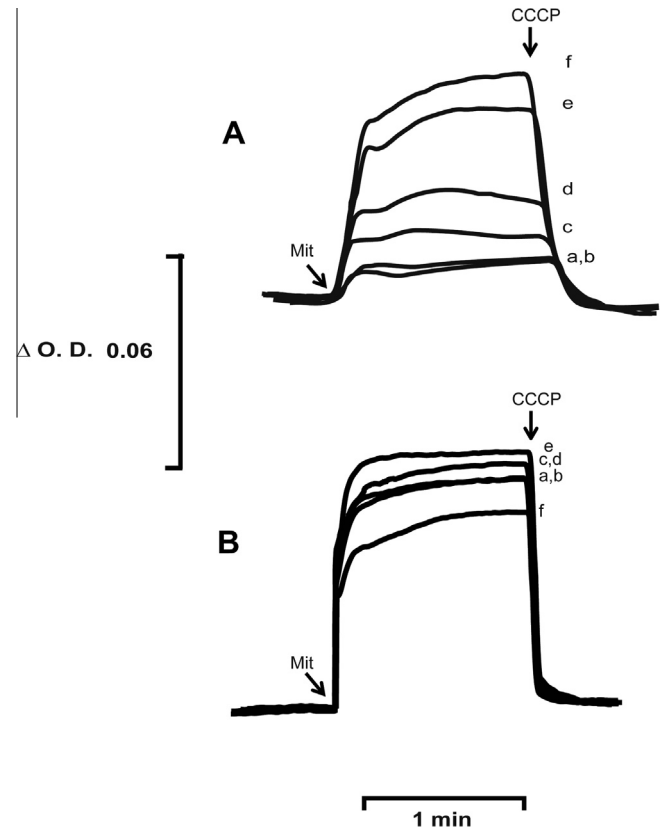 CCCP
f
e
A
d
c
Mit
a,b
Δ O. D. 0.06
CCCP
e
c,d
a,b
f
B
Mit
1 min